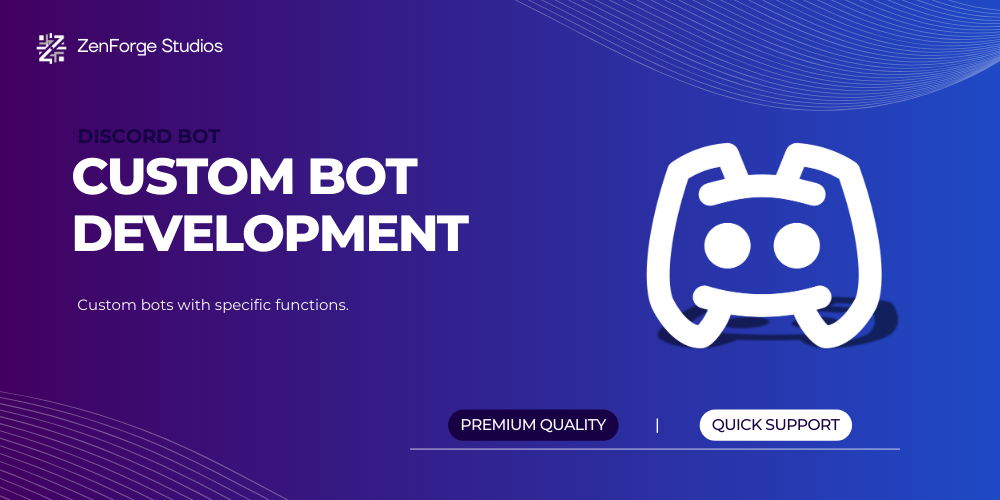 ZenForge Studios
DISCORD BOT
CUSTOM BOT
DEVELOPMENT
Custom bots with specific functions.
PREMIUM QUALITY | QUICK SUPPORT